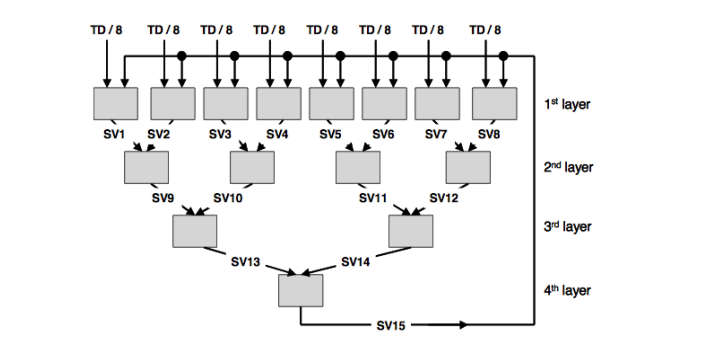 TD / 8 TD / 8 TD / 8 TD / 8 TD / 8 TD / 8 TD / 8 TD / 8
1st layer
SV1 SV2 SV3 SV4 SV5 SV6 SV7 SV8
2nd layer
SV9 SV10 SV11 SV12
3rd layer
SV13 SV14
4th layer
SV15